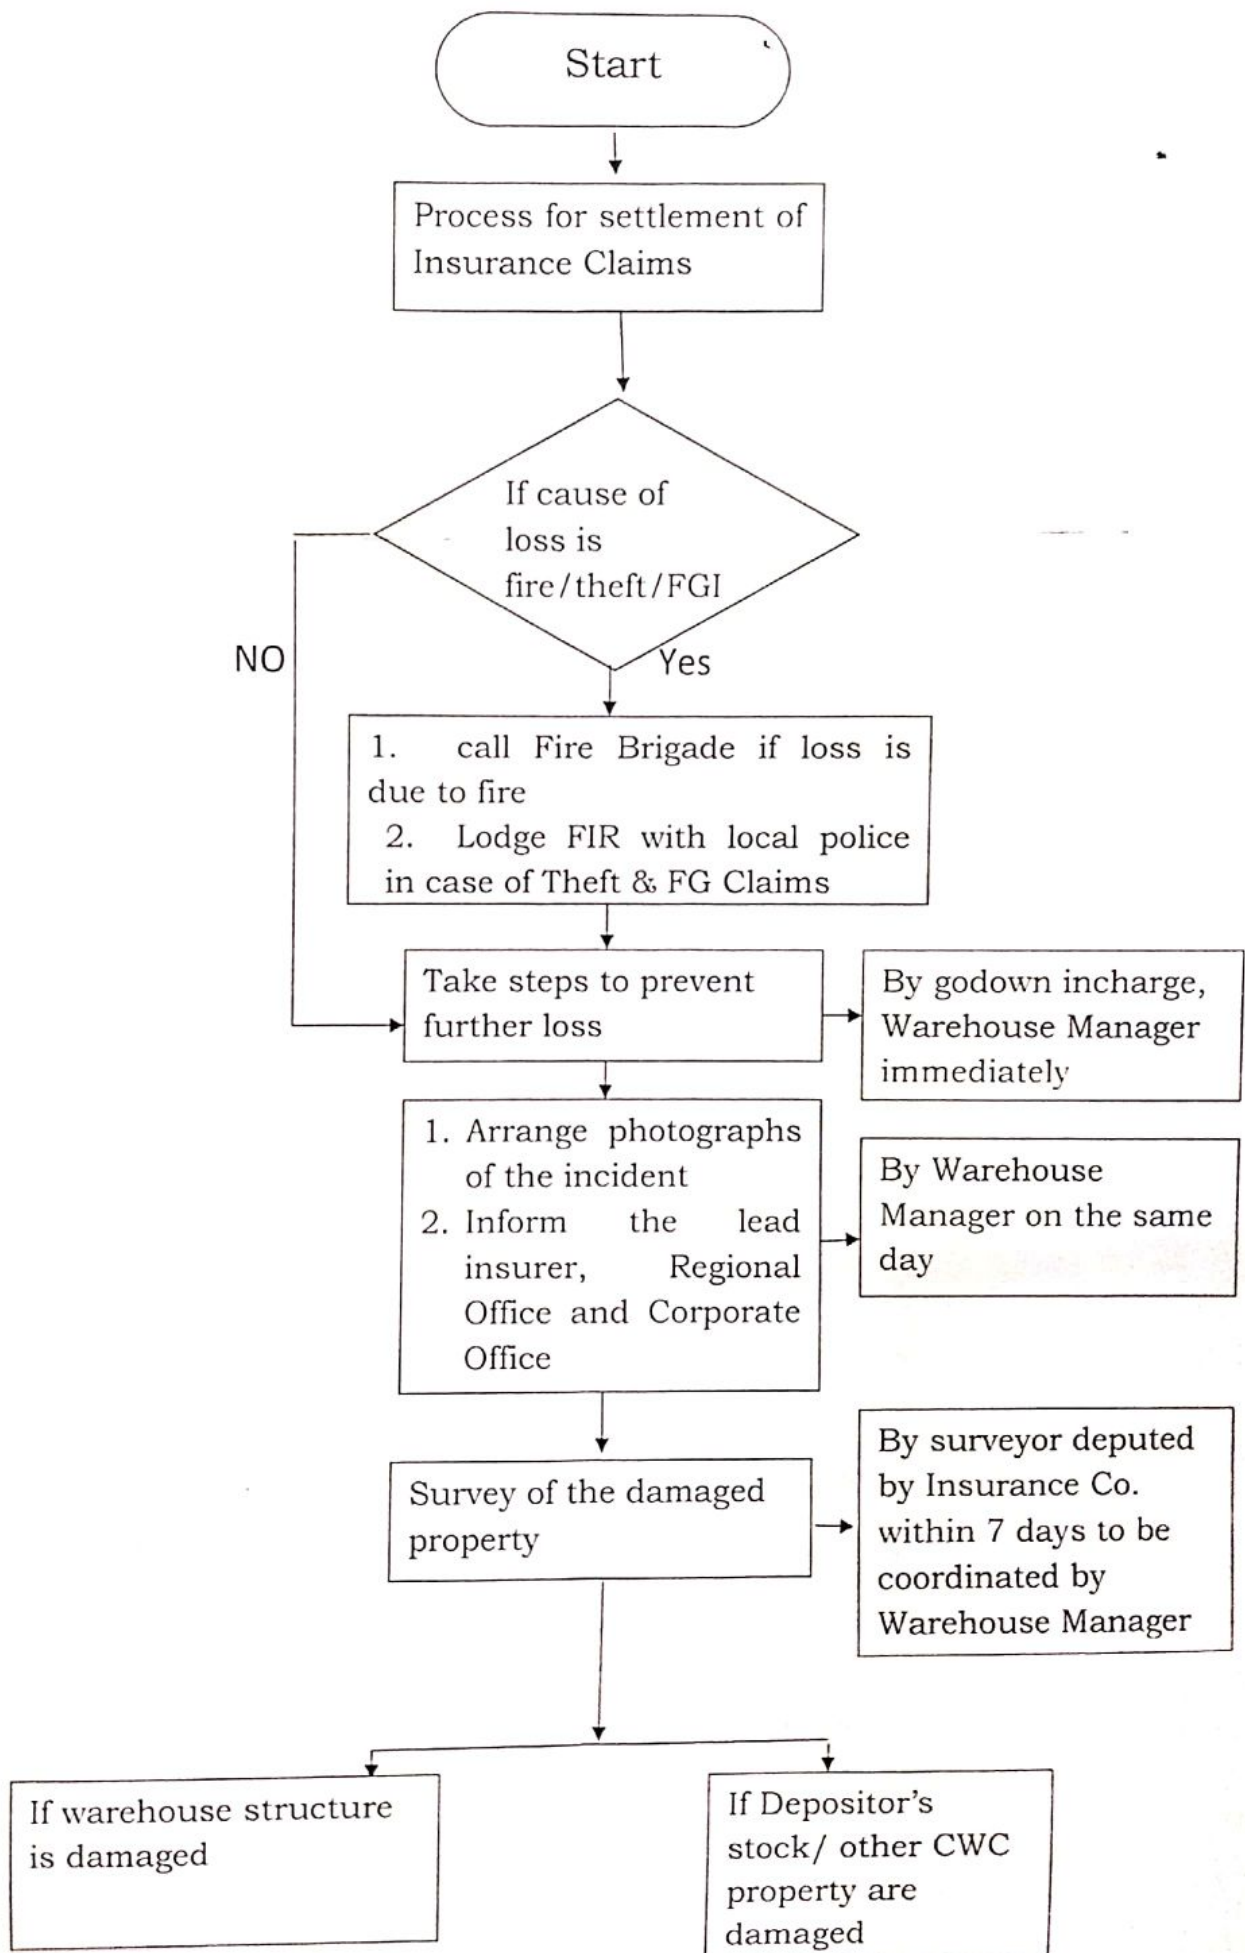 Start
Process for settlement of
Insurance Claims
If cause of
loss is
fire/theft/FGI
NO
Yes
1. call Fire Brigade if loss is
due to fire
2. Lodge FIR with local police
in case of Theft & FG Claims
Take steps to prevent
further loss
By godown incharge,
Warehouse Manager
immediately
1. Arrange photographs
of the incident
2. Inform the lead
insurer, Regional
Office and Corporate
Office
By Warehouse
Manager on the same
day
Survey of the damaged
property
By surveyor deputed
by Insurance Co.
within 7 days to be
coordinated by
Warehouse Manager
If warehouse structure
is damaged
If Depositor's
stock/ other CWC
property are
damaged